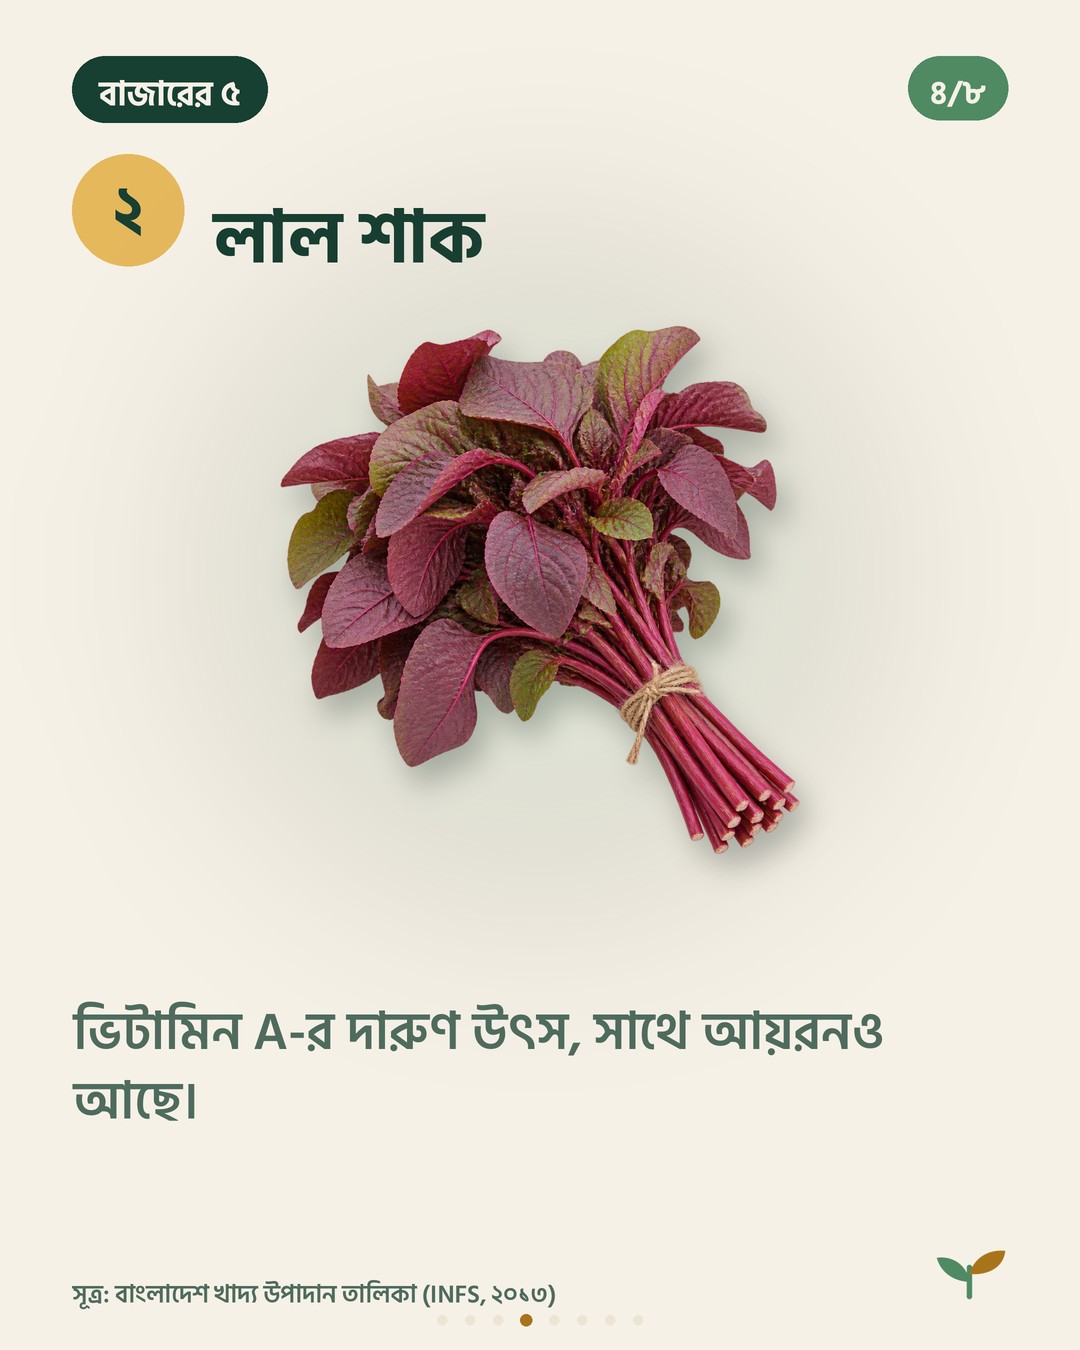 বাজারের ৫
৪/৮
২
লাল শাক
ভিটামিন A-র দারুণ উৎস, সাথে আয়রনও
আছে।
সূত্র: বাংলাদেশ খাদ্য উপাদান তালিকা (INFS, ২০১৩)